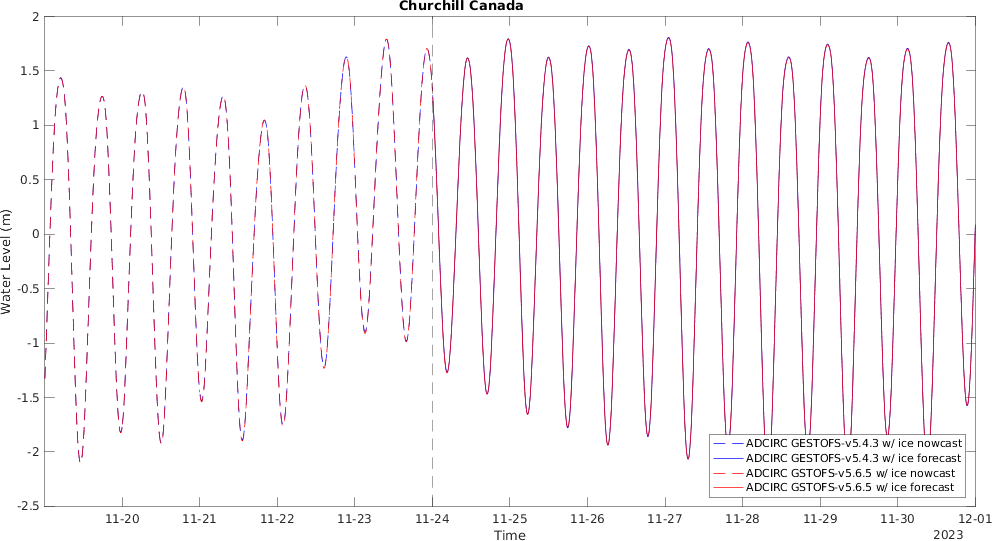 Churchill Canada
2
1.5
1
0.5
0
-0.5
-1
-1.5
-2
-2.5
Water Level (m)
ADCIRC GESTOFS-v5.4.3 w/ ice nowcast
ADCIRC GESTOFS-v5.4.3 w/ ice forecast
ADCIRC GSTOFS-v5.6.5 w/ ice nowcast
ADCIRC GSTOFS-v5.6.5 w/ ice forecast
11-20 11-21 11-22 11-23 11-24 11-25 11-26 11-27 11-28 11-29 11-30 12-01
Time
2023